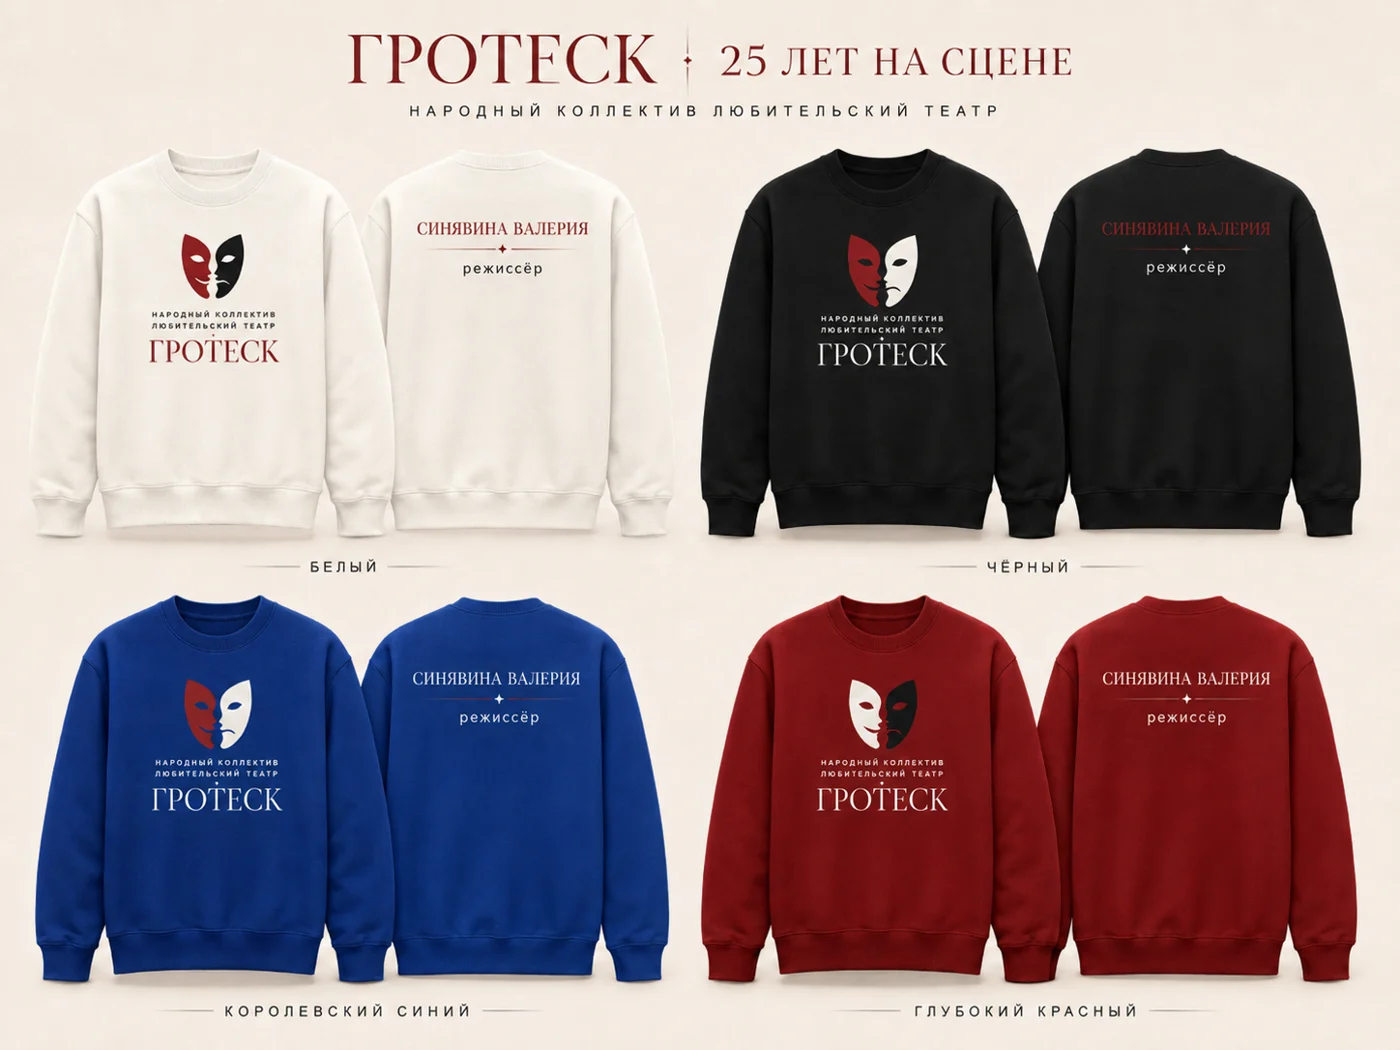 ГРОТЕСК
25 ЛЕТ НА СЦЕНЕ
НАРОДНЫЙ КОЛЛЕКТИВ ЛЮБИТЕЛЬСКИЙ ТЕАТР
НАРОДНЫЙ КОЛЛЕКТИВ
ЛЮБИТЕЛЬСКИЙ ТЕАТР
ГРОТЕСК
СИНЯВИНА ВАЛЕРИЯ
режиссёр
БЕЛЫЙ
НАРОДНЫЙ КОЛЛЕКТИВ
ЛЮБИТЕЛЬСКИЙ ТЕАТР
ГРОТЕСК
СИНЯВИНА ВАЛЕРИЯ
режиссёр
ЧЁРНЫЙ
НАРОДНЫЙ КОЛЛЕКТИВ
ЛЮБИТЕЛЬСКИЙ ТЕАТР
ГРОТЕСК
СИНЯВИНА ВАЛЕРИЯ
режиссёр
КОРОЛЕВСКИЙ СИНИЙ
НАРОДНЫЙ КОЛЛЕКТИВ
ЛЮБИТЕЛЬСКИЙ ТЕАТР
ГРОТЕСК
СИНЯВИНА ВАЛЕРИЯ
режиссёр
ГЛУБОКИЙ КРАСНЫЙ